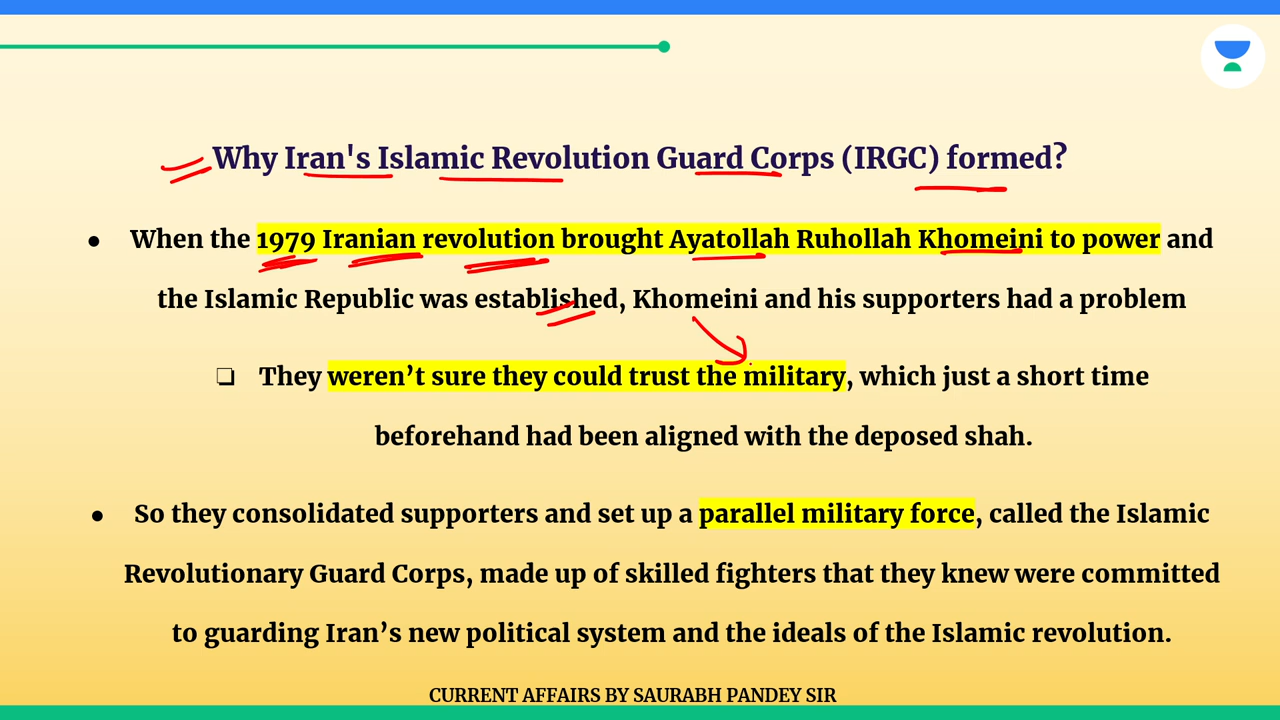 Why Iran's Islamic Revolution Guard Corps (IRGC) formed?
● When the 1979 Iranian revolution brought Ayatollah Ruhollah Khomeini to power and
the Islamic Republic was established, Khomeini and his supporters had a problem
❏ They weren’t sure they could trust the military, which just a short time
beforehand had been aligned with the deposed shah.
● So they consolidated supporters and set up a parallel military force, called the Islamic
Revolutionary Guard Corps, made up of skilled fighters that they knew were committed
to guarding Iran’s new political system and the ideals of the Islamic revolution.
CURRENT AFFAIRS BY SAURABH PANDEY SIR